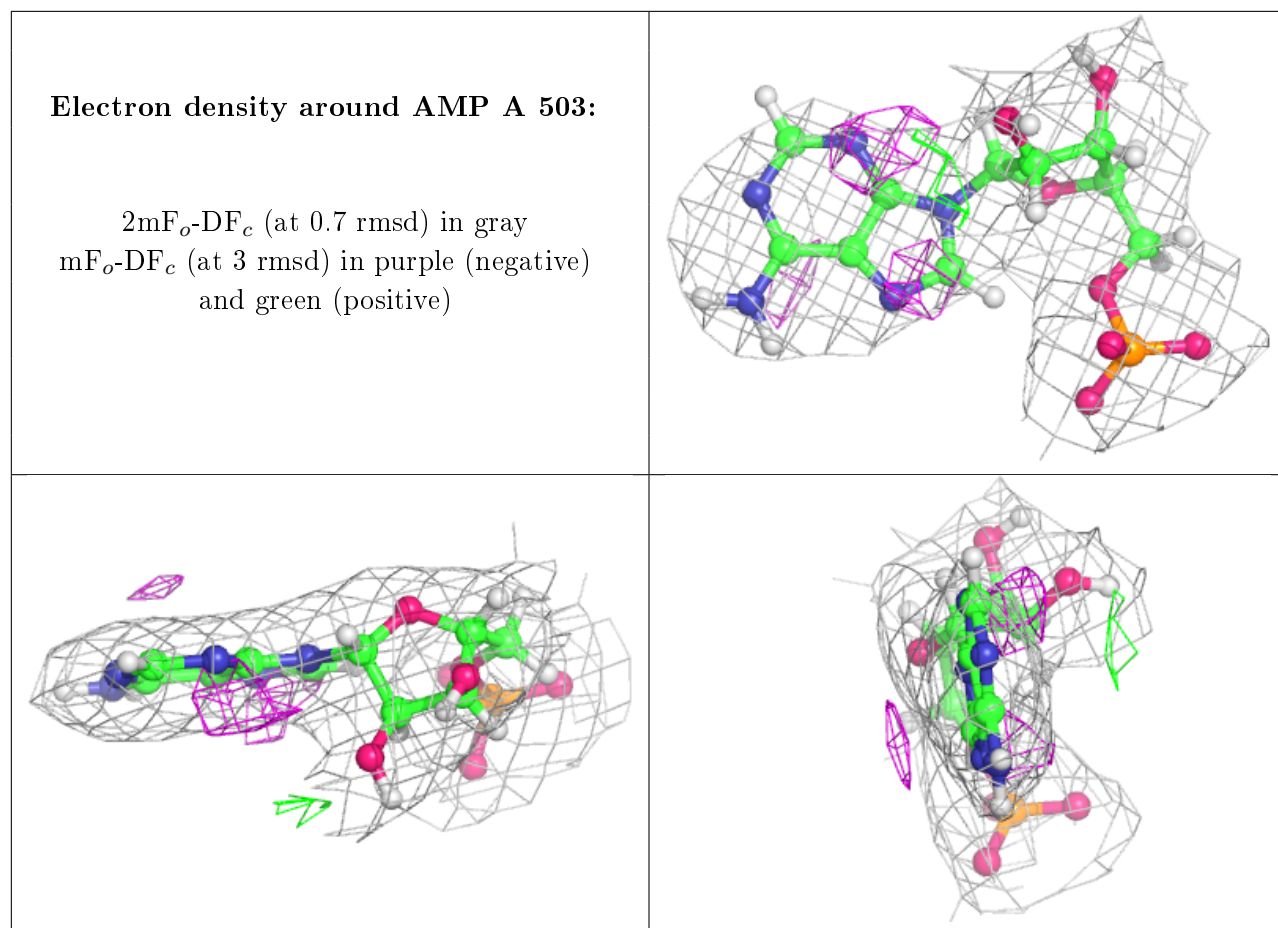 Electron density around AMP A 503:
2mFₒ-DF𝒸 (at 0.7 rmsd) in gray
mFₒ-DF𝒸 (at 3 rmsd) in purple (negative)
and green (positive)